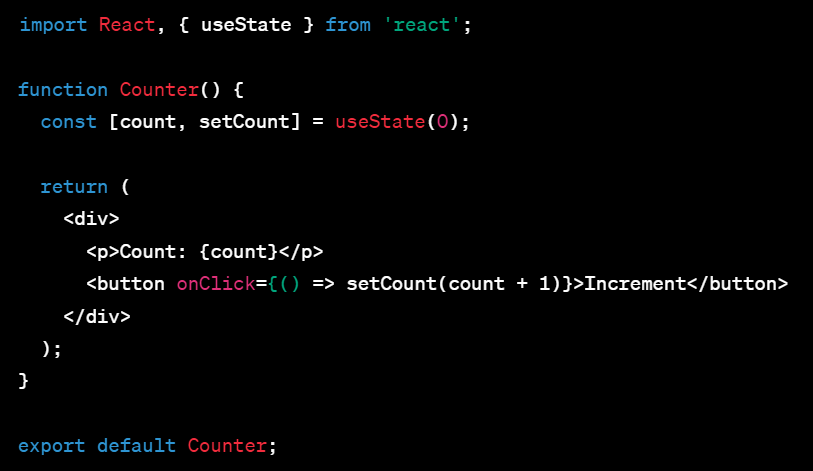 import React, { useState } from 'react';

function Counter() {
  const [count, setCount] = useState(0);

  return (
    <div>
      <p>Count: {count}</p>
      <button onClick={() => setCount(count + 1)}>Increment</button>
    </div>
  );
}

export default Counter;